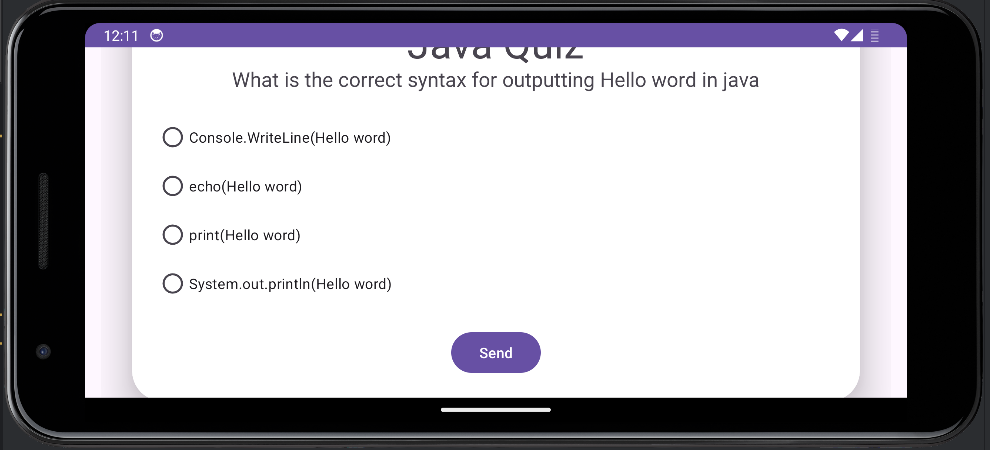 12:11
Java Quiz
What is the correct syntax for outputting Hello word in java
Console.WriteLine(Hello word)
echo(Hello word)
print(Hello word)
System.out.println(Hello word)
Send